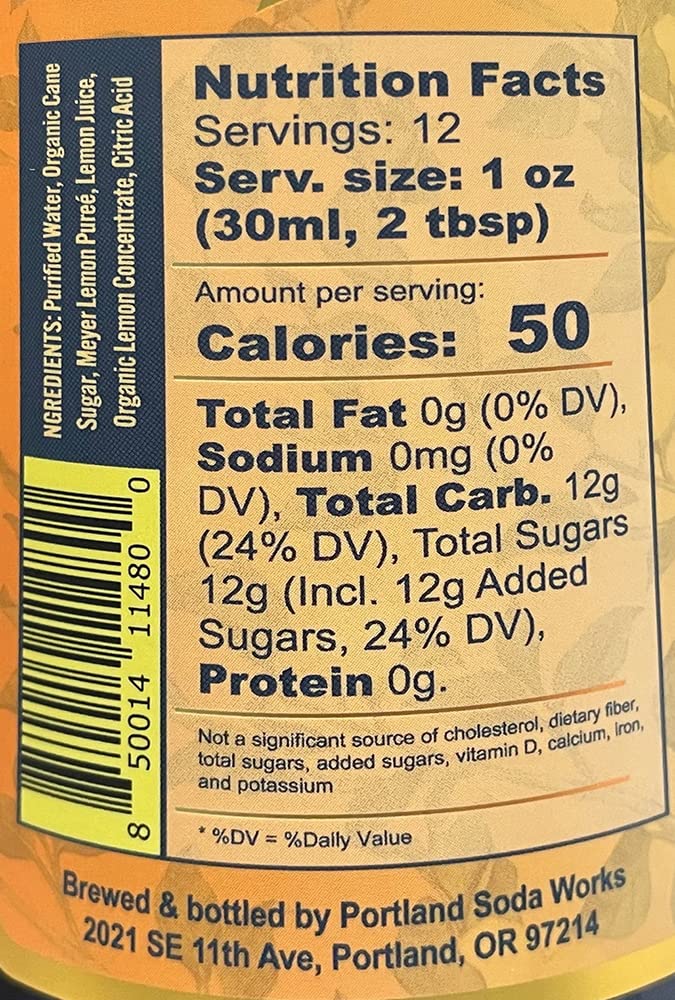 NGREDIENTS: Purified Water, Organic Cane
Sugar, Meyer Lemon Pureé, Lemon Juice,
Organic Lemon Concentrate, Citric Acid
8 50014 11480 0
Nutrition Facts
Servings: 12
Serv. size: 1 oz
(30ml, 2 tbsp)
Amount per serving:
Calories: 50
Total Fat 0g (0% DV),
Sodium 0mg (0%
DV), Total Carb. 12g
(24% DV), Total Sugars
12g (Incl. 12g Added
Sugars, 24% DV),
Protein 0g.
Not a significant source of cholesterol, dietary fiber,
total sugars, added sugars, vitamin D, calcium, iron,
and potassium
* %DV = %Daily Value
Brewed & bottled by Portland Soda Works
2021 SE 11th Ave, Portland, OR 97214